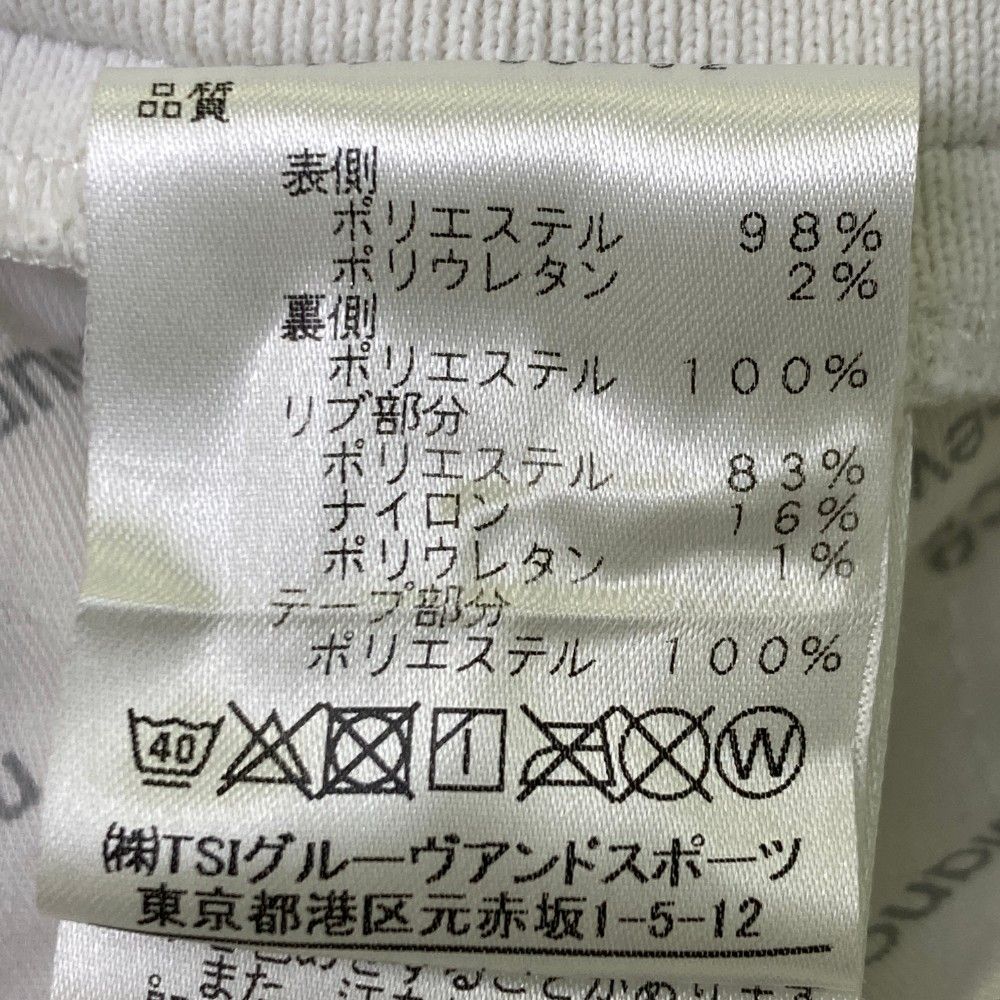 品質
表側
ポリエステル 98%
ポリウレタン 2%
裏側
ポリエステル 100%
リブ部分
ポリエステル 83%
ナイロン 16%
ポリウレタン 1%
テープ部分
ポリエステル 100%
40
W
㈱TSIグルーヴアンドスポーツ
東京都港区元赤坂1-5-12